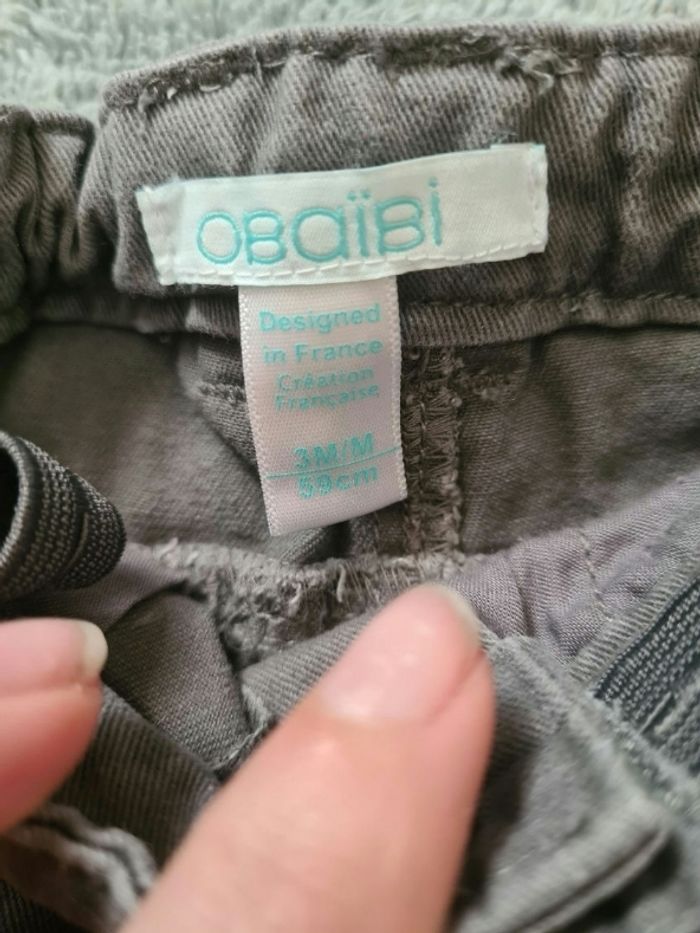 OBaïBi
Designed
in France
Création
Française
3M/M
59cm